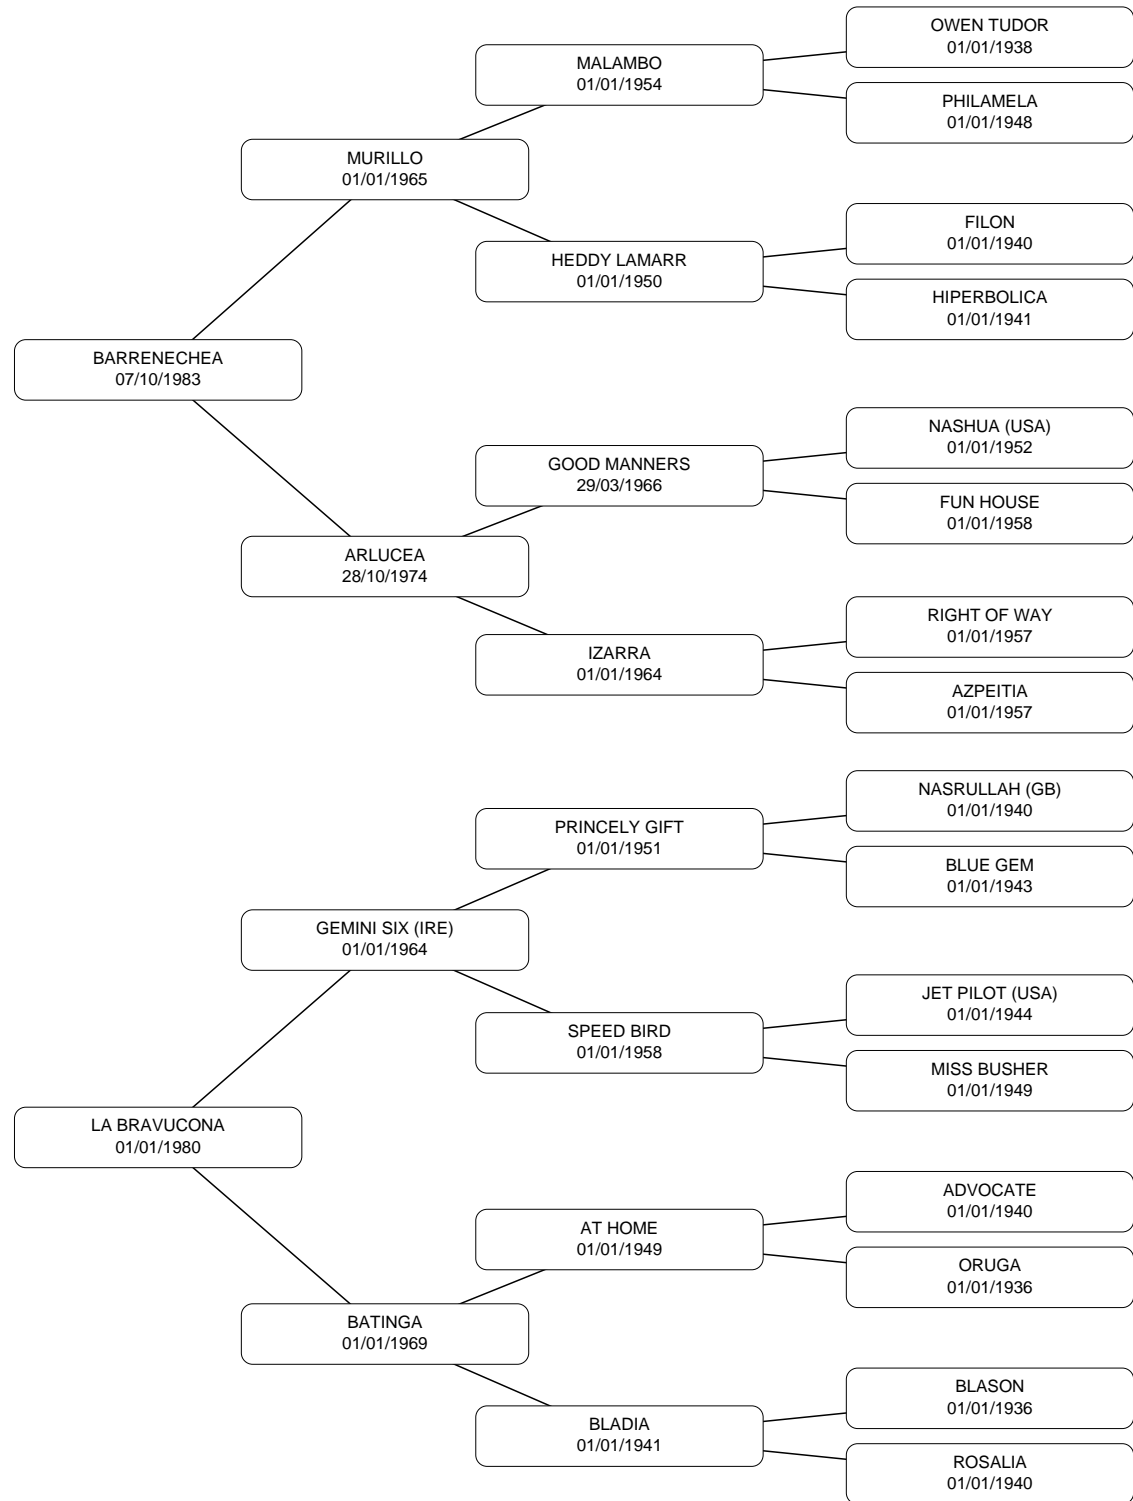 OWEN TUDOR
01/01/1938
MALAMBO
01/01/1954
PHILAMELA
01/01/1948
MURILLO
01/01/1965
FILON
01/01/1940
HEDDY LAMARR
01/01/1950
HIPERBOLICA
01/01/1941
BARRENECHEA
07/10/1983
NASHUA (USA)
01/01/1952
GOOD MANNERS
29/03/1966
FUN HOUSE
01/01/1958
ARLUCEA
28/10/1974
RIGHT OF WAY
01/01/1957
IZARRA
01/01/1964
AZPEITIA
01/01/1957
NASRULLAH (GB)
01/01/1940
PRINCELY GIFT
01/01/1951
BLUE GEM
01/01/1943
GEMINI SIX (IRE)
01/01/1964
JET PILOT (USA)
01/01/1944
SPEED BIRD
01/01/1958
MISS BUSHER
01/01/1949
LA BRAVUCONA
01/01/1980
ADVOCATE
01/01/1940
AT HOME
01/01/1949
ORUGA
01/01/1936
BATINGA
01/01/1969
BLASON
01/01/1936
BLADIA
01/01/1941
ROSALIA
01/01/1940